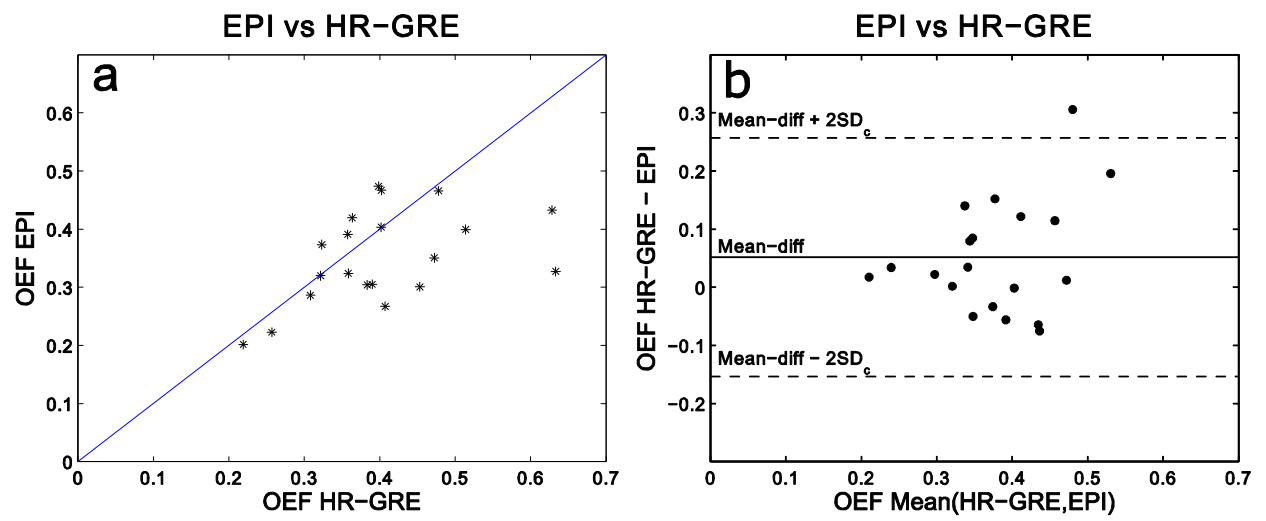 EPI vs HR−GRE
a
0.6
0.5
0.4
0.3
0.2
0.1
0
OEF EPI
0 0.1 0.2 0.3 0.4 0.5 0.6 0.7
OEF HR−GRE
EPI vs HR−GRE
b
0.3
0.2
0.1
0
−0.1
−0.2
OEF HR−GRE − EPI
Mean−diff + 2SDc
Mean−diff
Mean−diff − 2SDc
0 0.1 0.2 0.3 0.4 0.5 0.6 0.7
OEF Mean(HR−GRE,EPI)